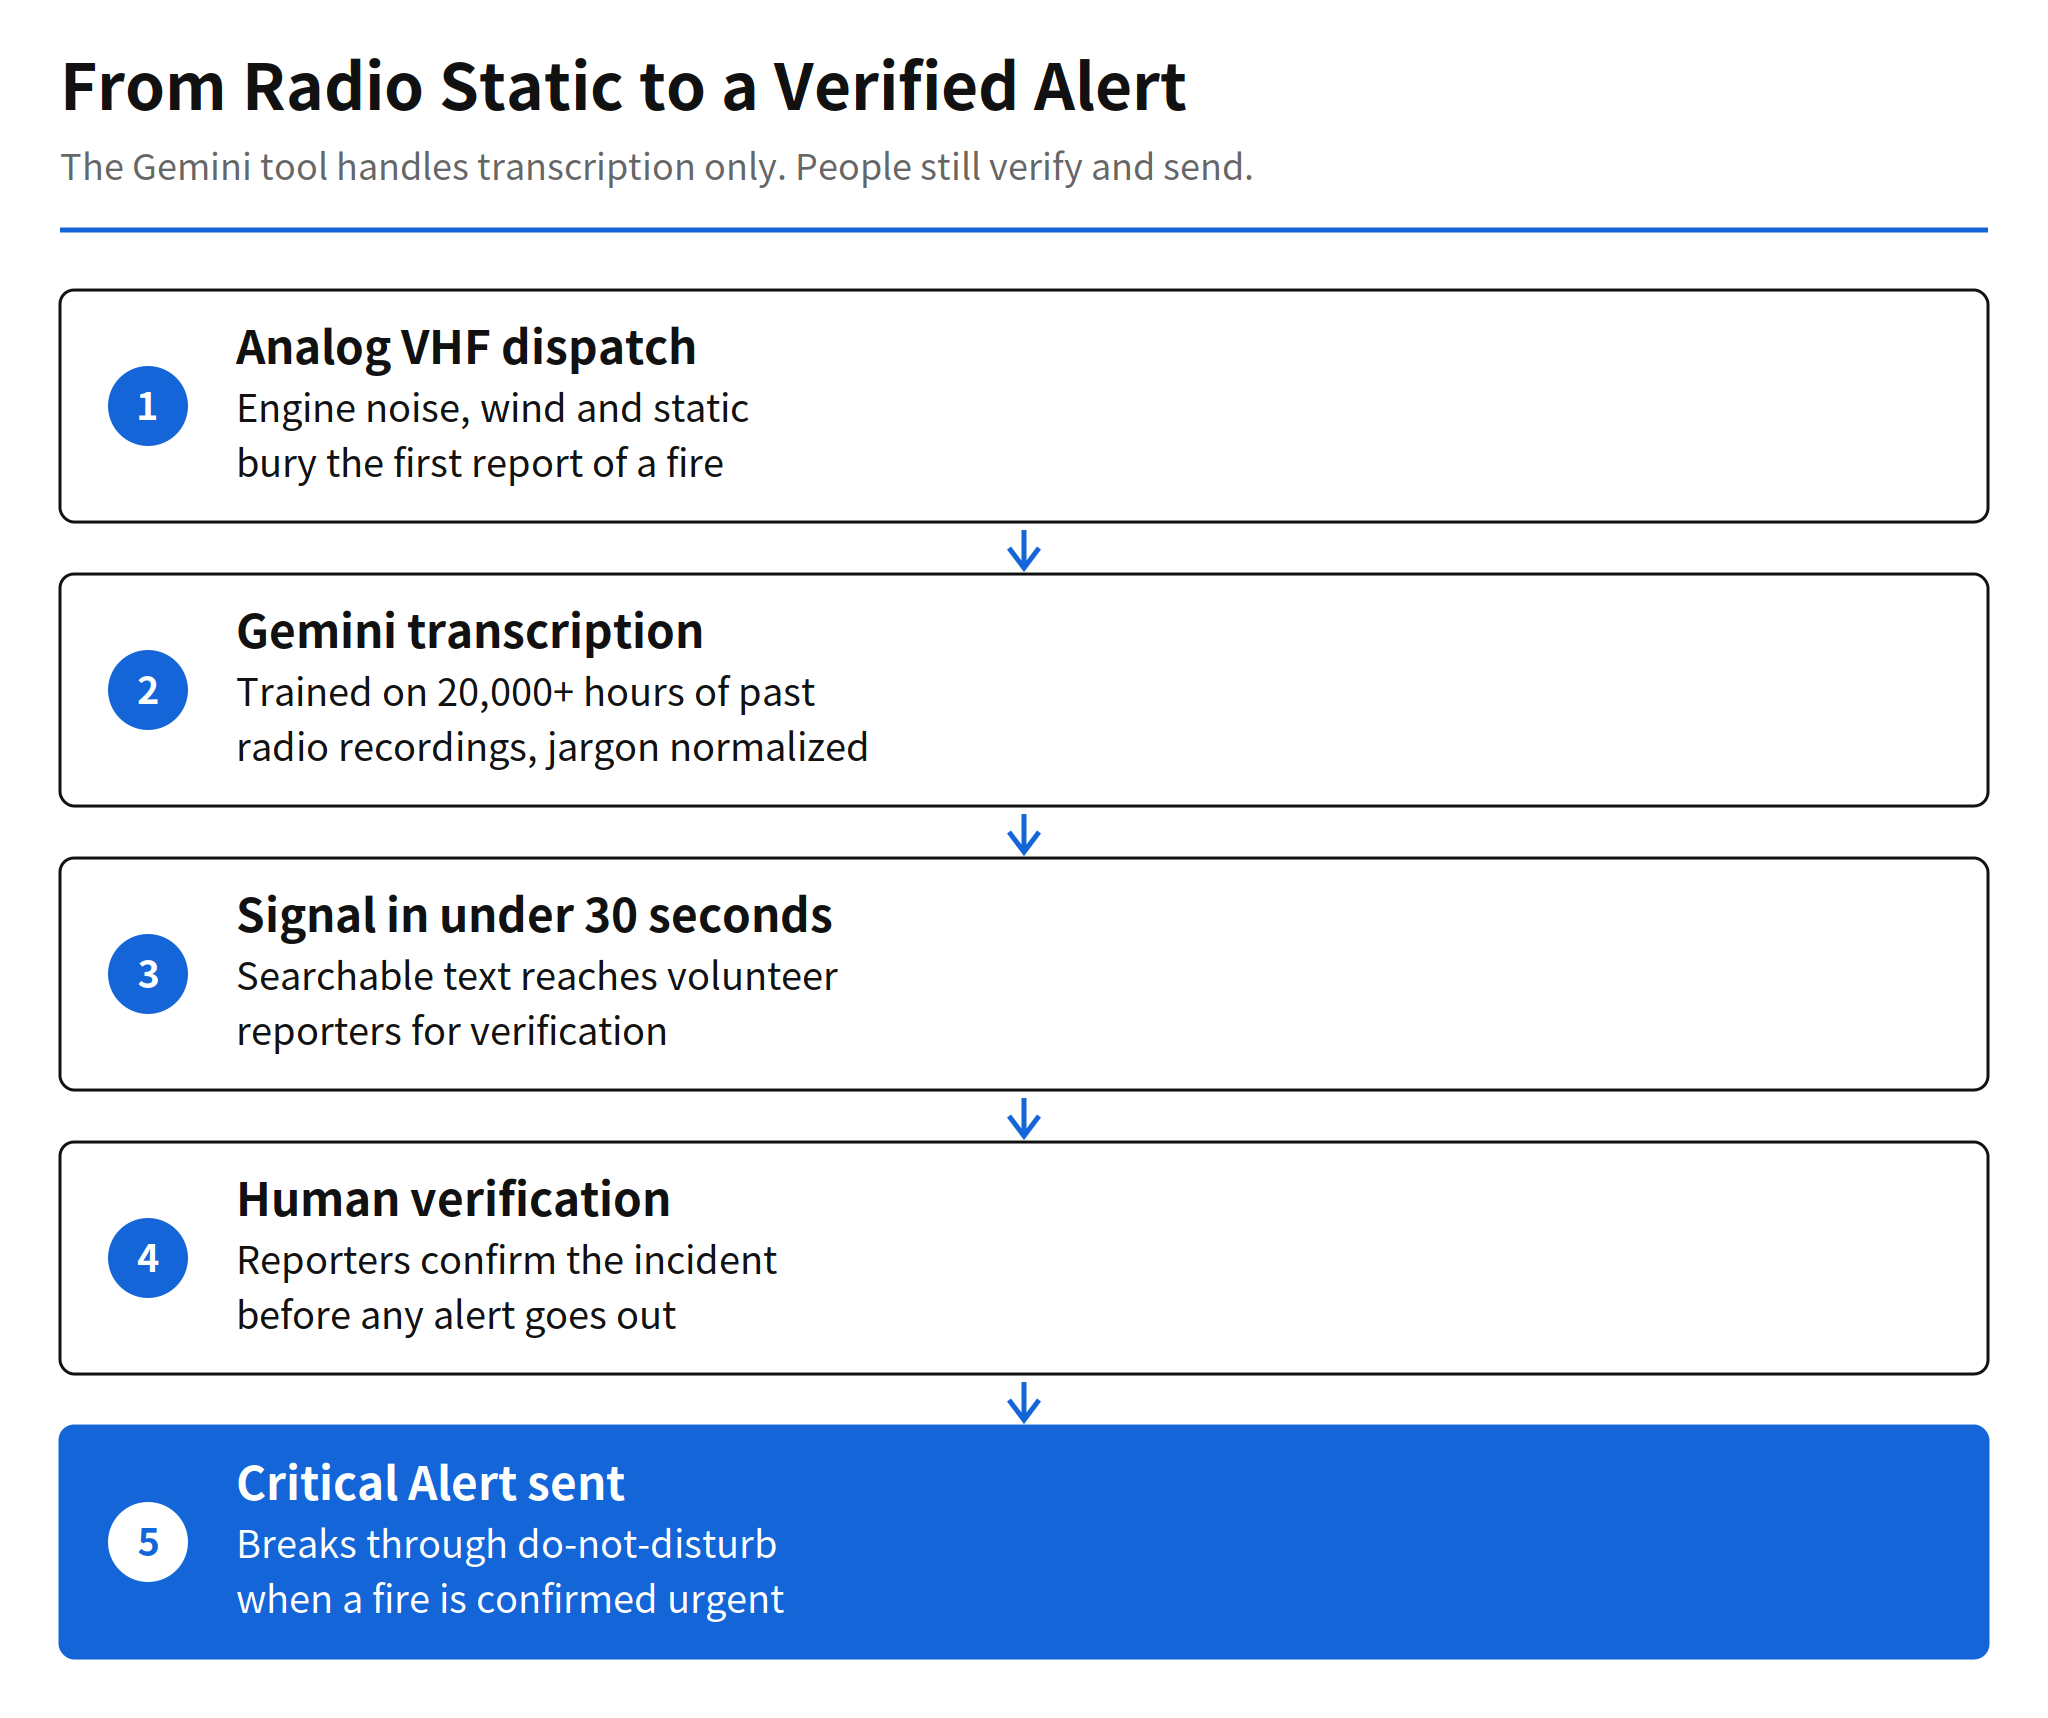 From Radio Static to a Verified Alert
The Gemini tool handles transcription only. People still verify and send.
1
Analog VHF dispatch
Engine noise, wind and static
bury the first report of a fire
2
Gemini transcription
Trained on 20,000+ hours of past
radio recordings, jargon normalized
3
Signal in under 30 seconds
Searchable text reaches volunteer
reporters for verification
4
Human verification
Reporters confirm the incident
before any alert goes out
5
Critical Alert sent
Breaks through do-not-disturb
when a fire is confirmed urgent